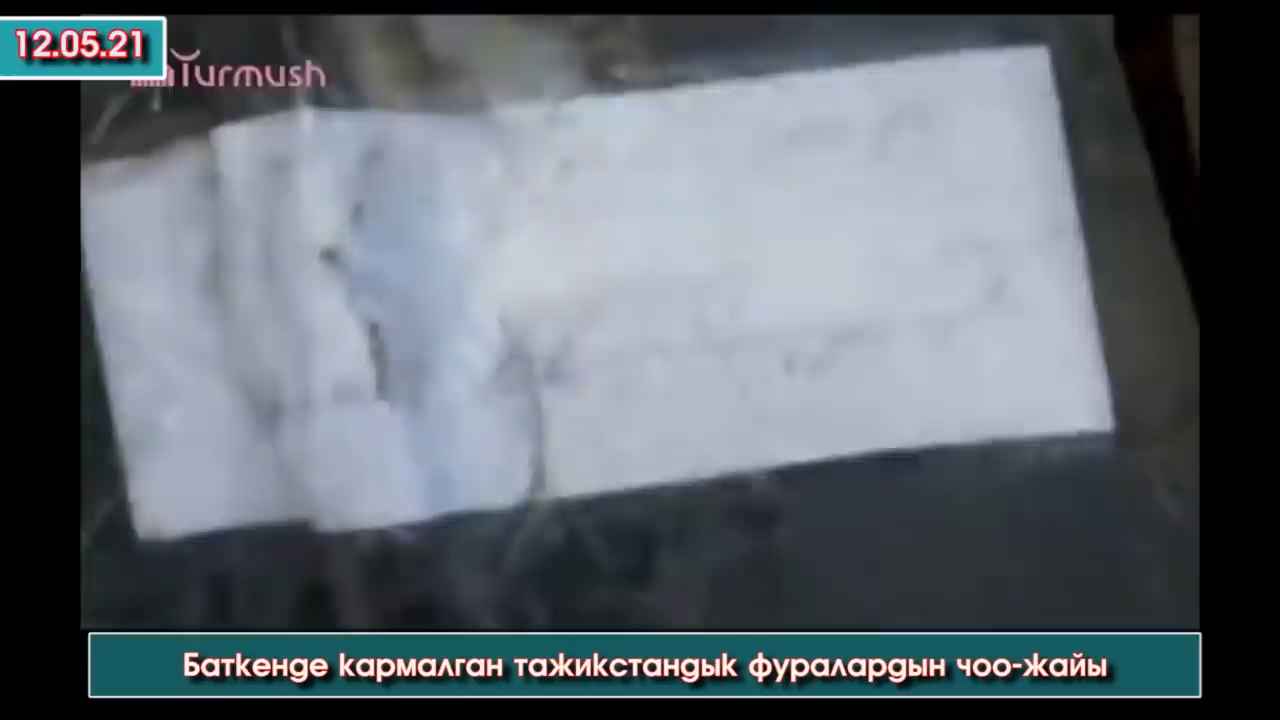 12.05.21
Turmush
Баткенде кармалган тажикстандык фуралардын чоо-жайы